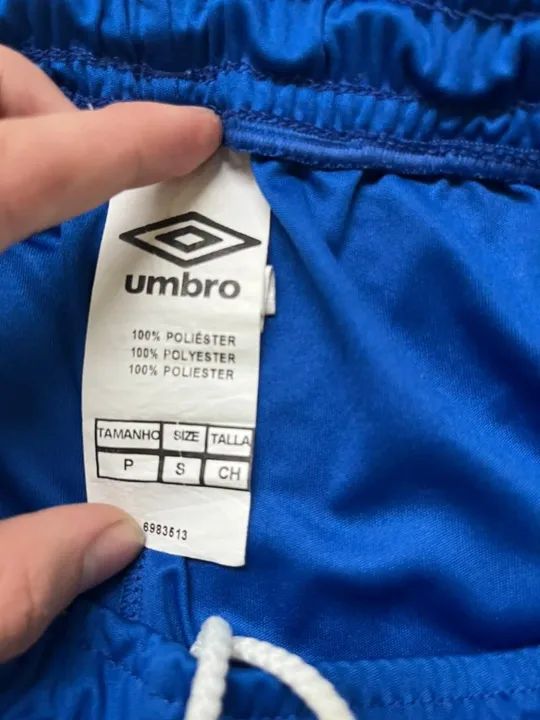 umbro
100% POLIÉSTER
100% POLYESTER
100% POLIESTER
TAMANHO SIZE TALLA
P S CH
6983513